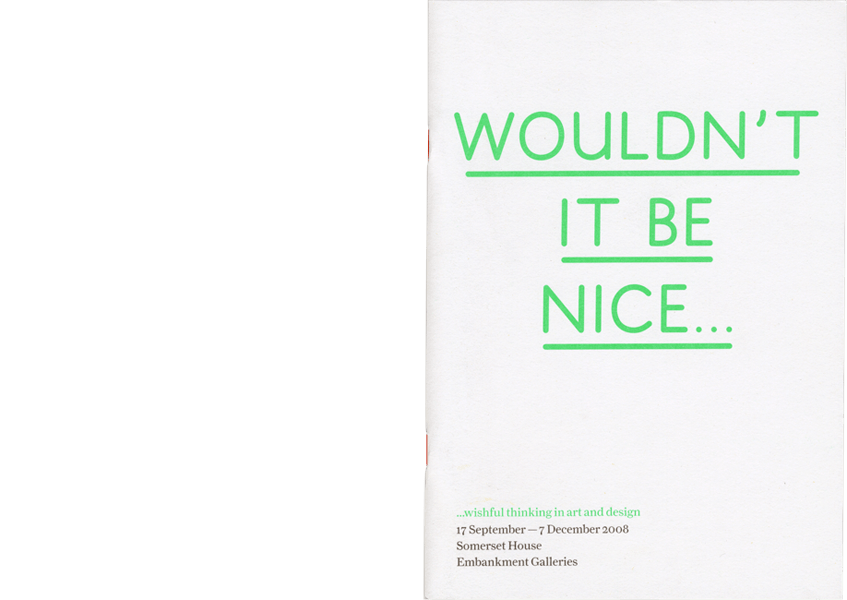 WOULDN'T
IT BE
NICE...
...wishful thinking in art and design
17 September — 7 December 2008
Somerset House
Embankment Galleries